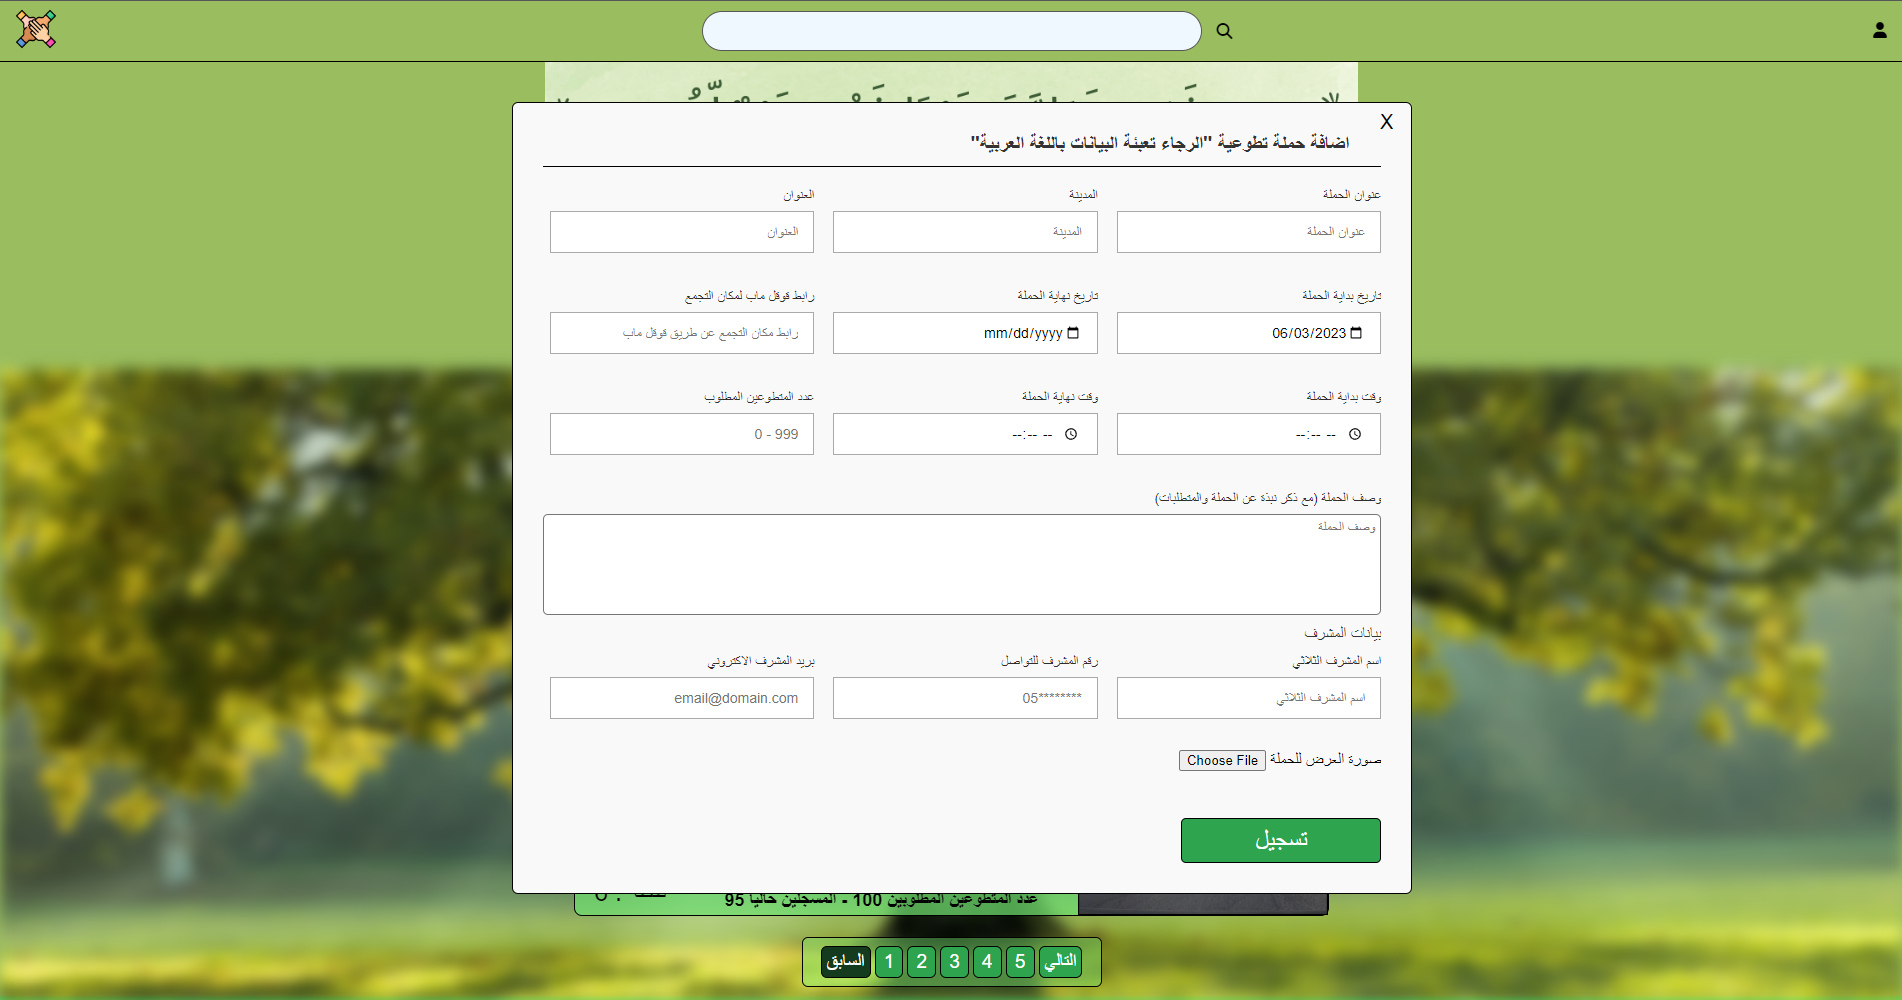 X
اضافة حملة تطوعية "الرجاء تعبئة البيانات باللغة العربية"
عنوان الحملة
المدينة
العنوان
عنوان الحملة
المدينة
العنوان
تاريخ بداية الحملة
تاريخ نهاية الحملة
رابط قوقل ماب لمكان التجمع
06/03/2023
mm/dd/yyyy
رابط مكان التجمع عن طريق قوقل ماب
وقت بداية الحملة
وقت نهاية الحملة
عدد المتطوعين المطلوب
--:-- --
--:-- --
0 - 999
وصف الحملة (مع ذكر نبذة عن الحملة والمتطلبات)
وصف الحملة
بيانات المشرف
اسم المشرف الثلاثي
رقم المشرف للتواصل
بريد المشرف الاكتروني
اسم المشرف الثلاثي
05********
email@domain.com
صورة العرض للحملة Choose File
تسجيل
عدد المتطوعين المطلوبين 100 - المسجلين حاليا 95
السابق 1 2 3 4 5 التالي